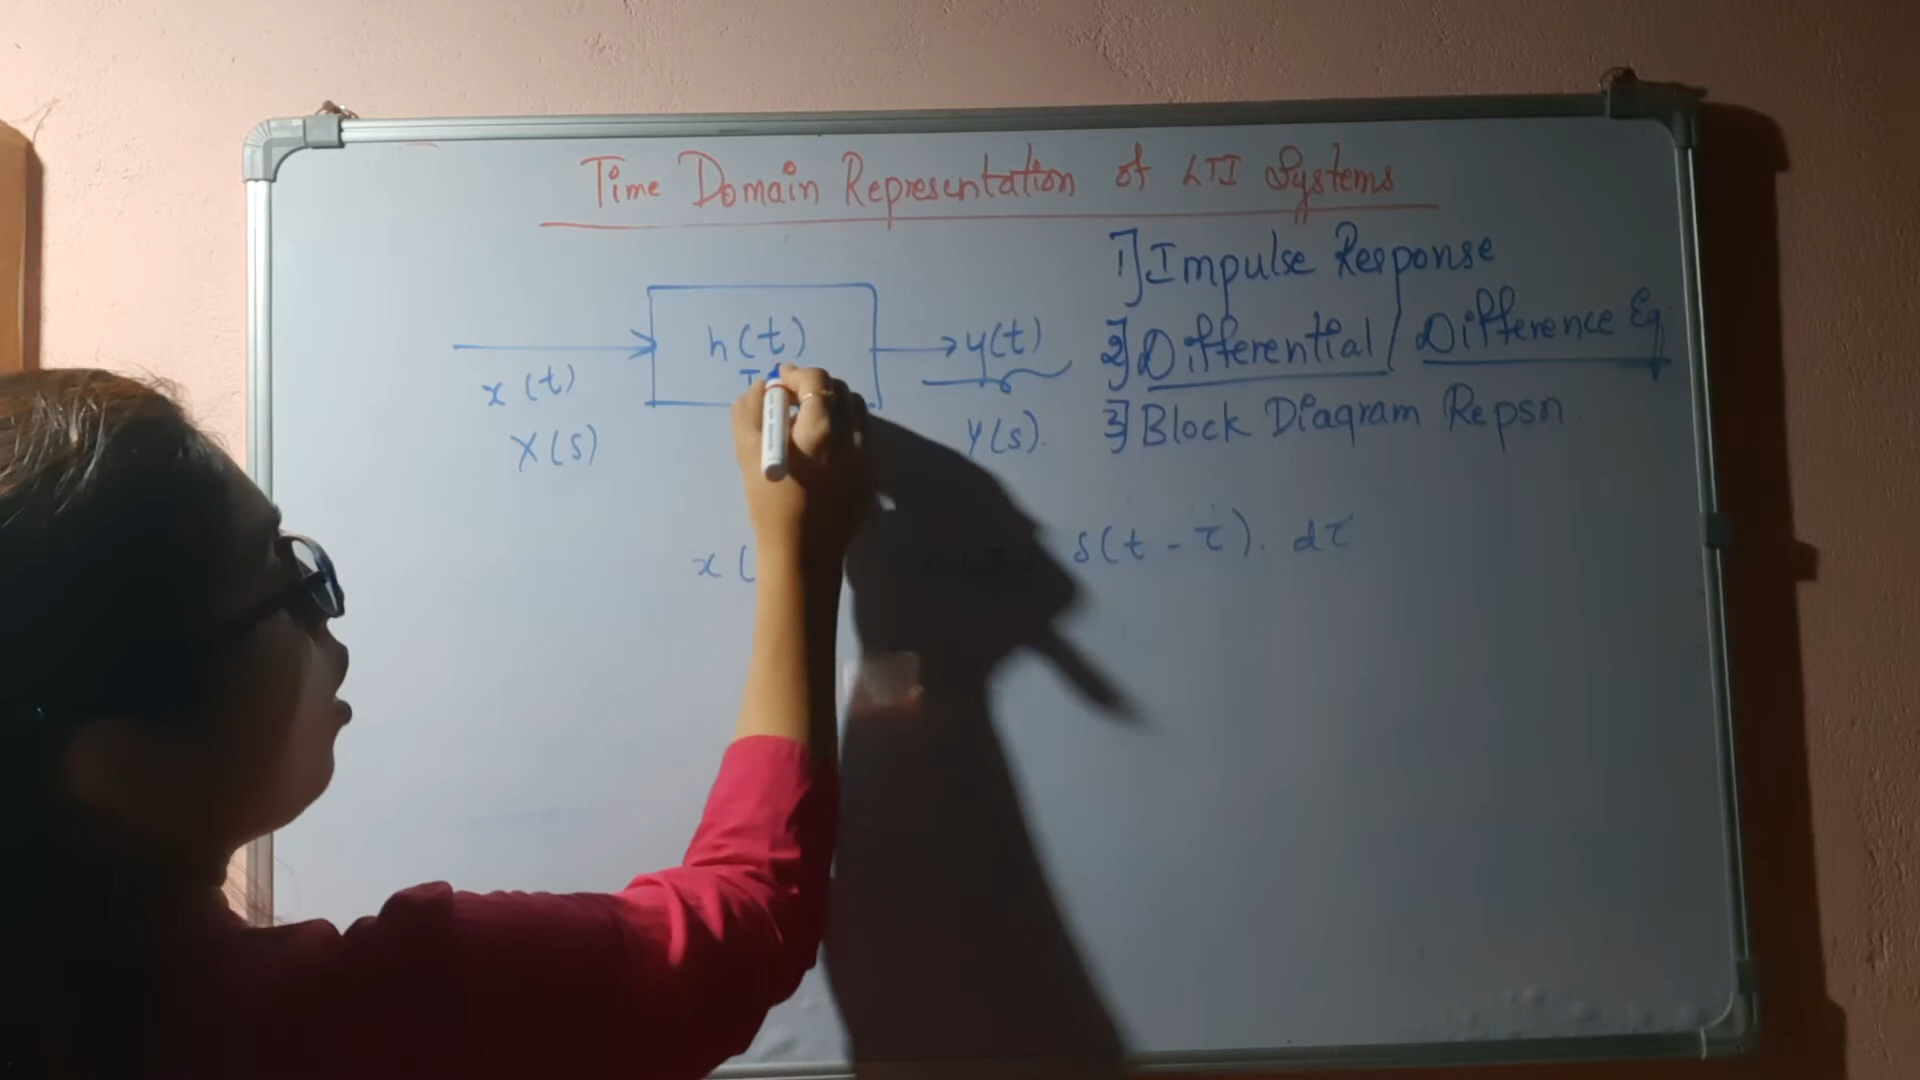 Time Domain Representation of LTI Systems
1] Impulse Response
2] Differential / Difference Eq.
3] Block Diagram Repsn.
h(t)
x(t)
y(t)
X(s)
Y(s).
x( δ(t - τ). dτ